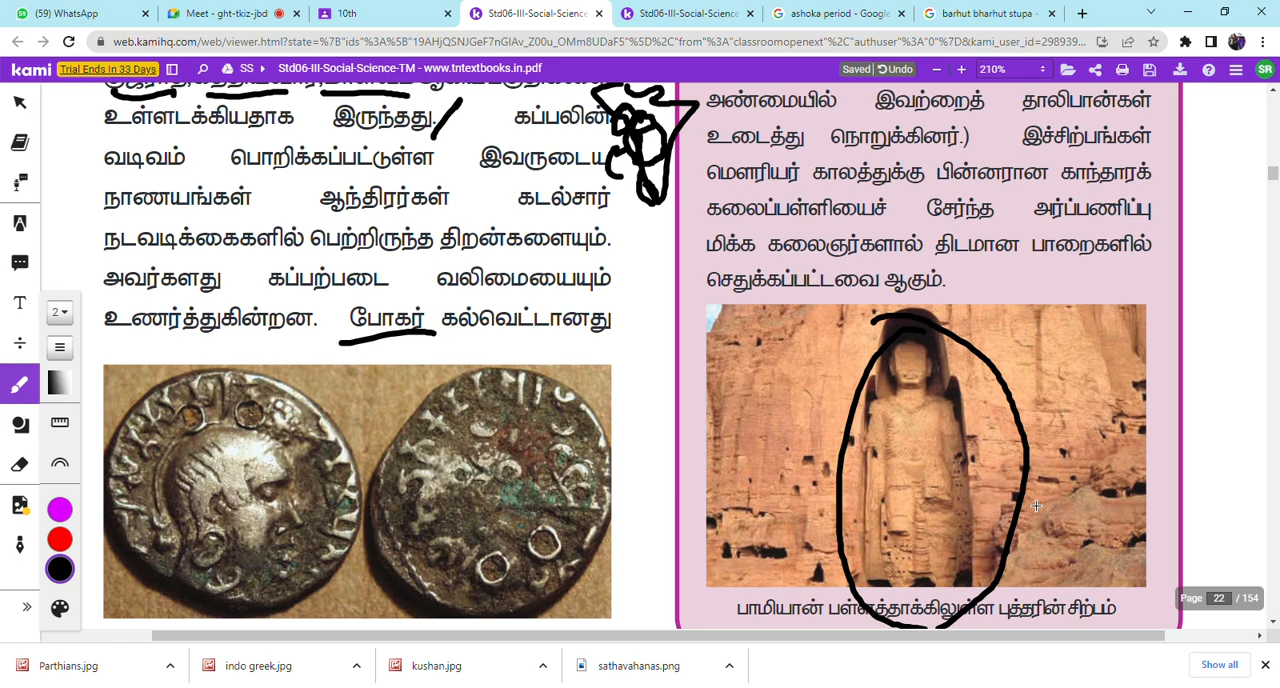 (59) WhatsApp
Meet - ght-tkiz-jbd
10th
Std06-III-Social-Science
Std06-III-Social-Science
ashoka period - Google
barhut bharhut stupa -
web.kamihq.com/web/viewer.html?state=%7B"ids"%3A%5B"19AHjQSNJGeF7nGIAv_Z00u_OMm8UDaF5"%5D%2C"from"%3A"classroomopenext"%2C"authuser"%3A"0"%7D&kami_user_id=298939...
kami
Trial Ends In 33 Days
SS
Std06-III-Social-Science-TM - www.tntextbooks.in.pdf
Saved
Undo
210%
SR
உள்ளடக்கியதாக இருந்தது. கப்பலின்
வடிவம் பொறிக்கப்பட்டுள்ள இவருடைய
நாணயங்கள் ஆந்திரர்கள் கடல்சார்
நடவடிக்கைகளில் பெற்றிருந்த திறன்களையும்.
அவர்களது கப்பற்படை வலிமையையும்
உணர்த்துகின்றன. போகர் கல்வெட்டானது
அண்மையில் இவற்றைத் தாலிபான்கள்
உடைத்து நொறுக்கினர்.) இச்சிற்பங்கள்
மௌரியர் காலத்துக்கு பின்னரான காந்தாரக்
கலைப்பள்ளியைச் சேர்ந்த அர்ப்பணிப்பு
மிக்க கலைஞர்களால் திடமான பாறைகளில்
செதுக்கப்பட்டவை ஆகும்.
பாமியான் பள்ளத்தாக்கிலுள்ள புத்தரின் சிற்பம்
2
Page 22 / 154
Parthians.jpg
indo greek.jpg
kushan.jpg
sathavahanas.png
Show all